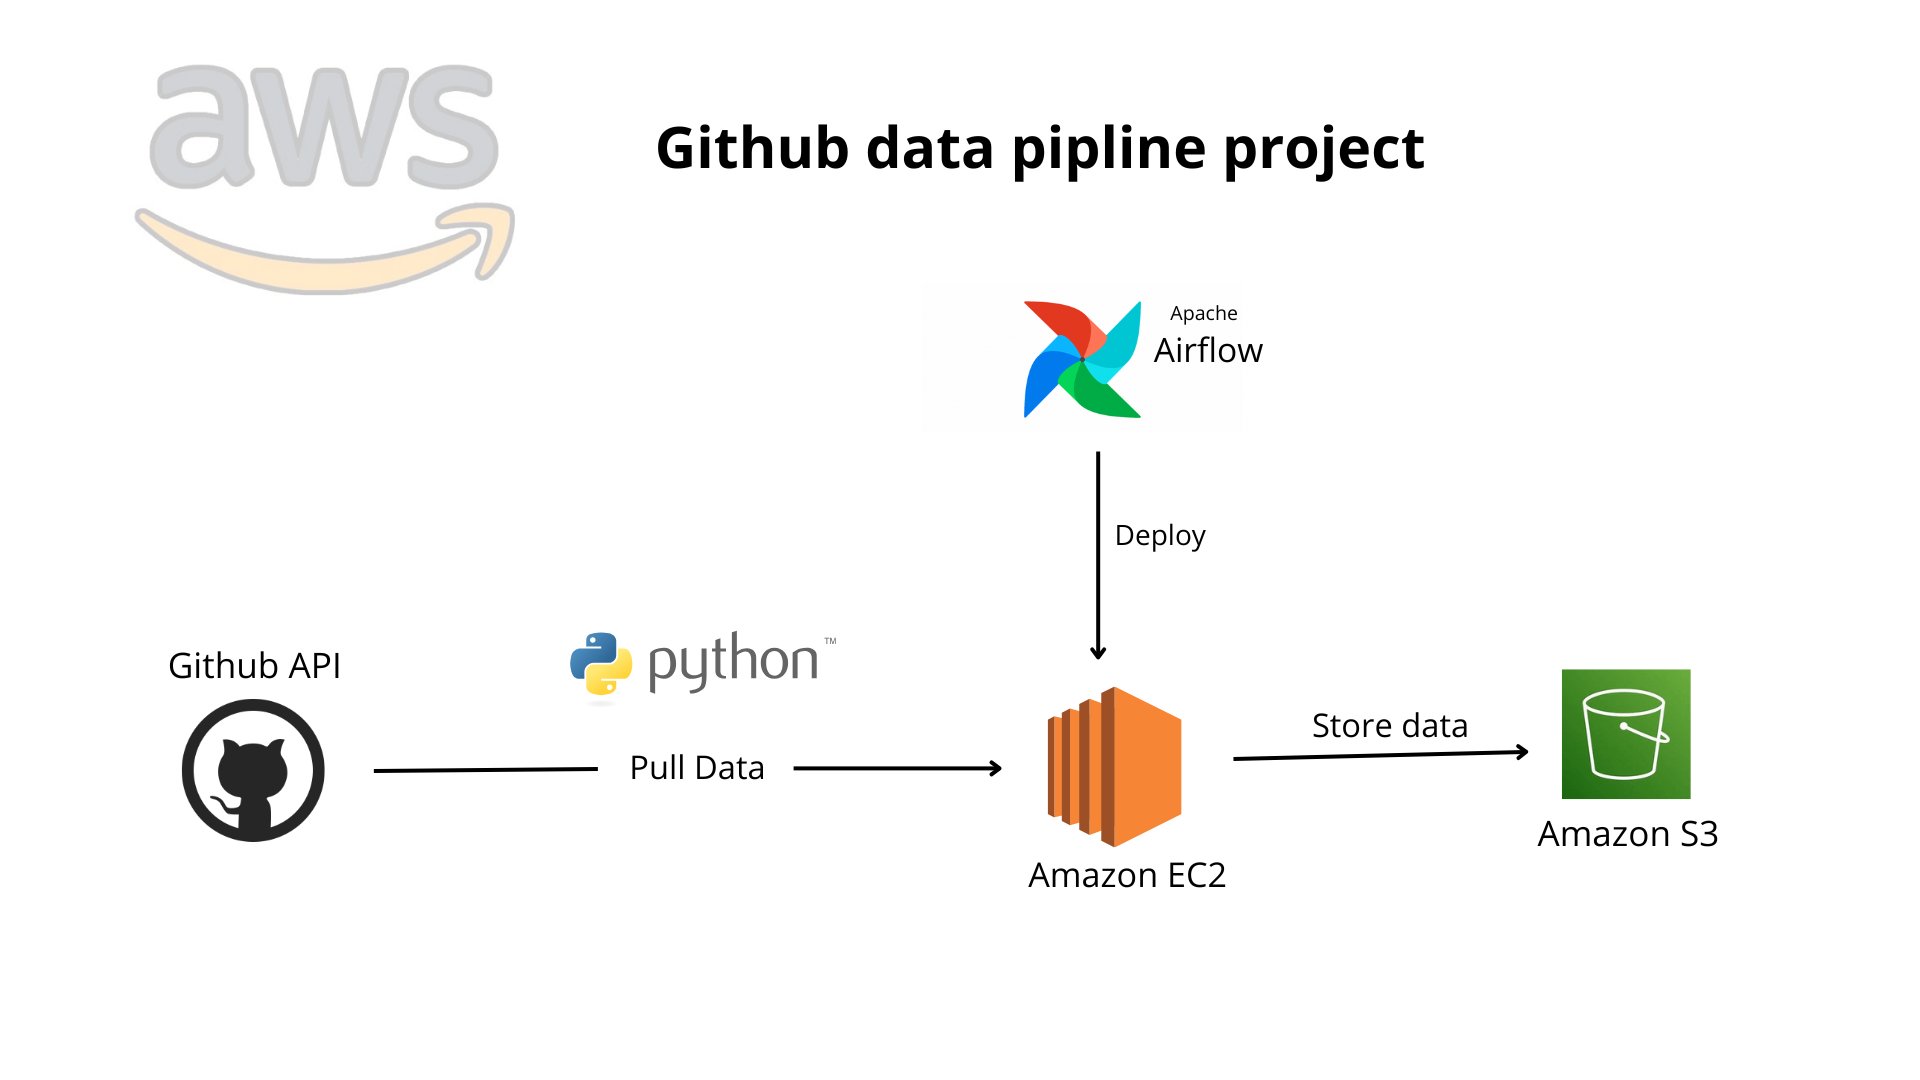 aws
Github data pipline project
Apache
Airflow
Deploy
Github API
python™
Pull Data
Store data
Amazon EC2
Amazon S3